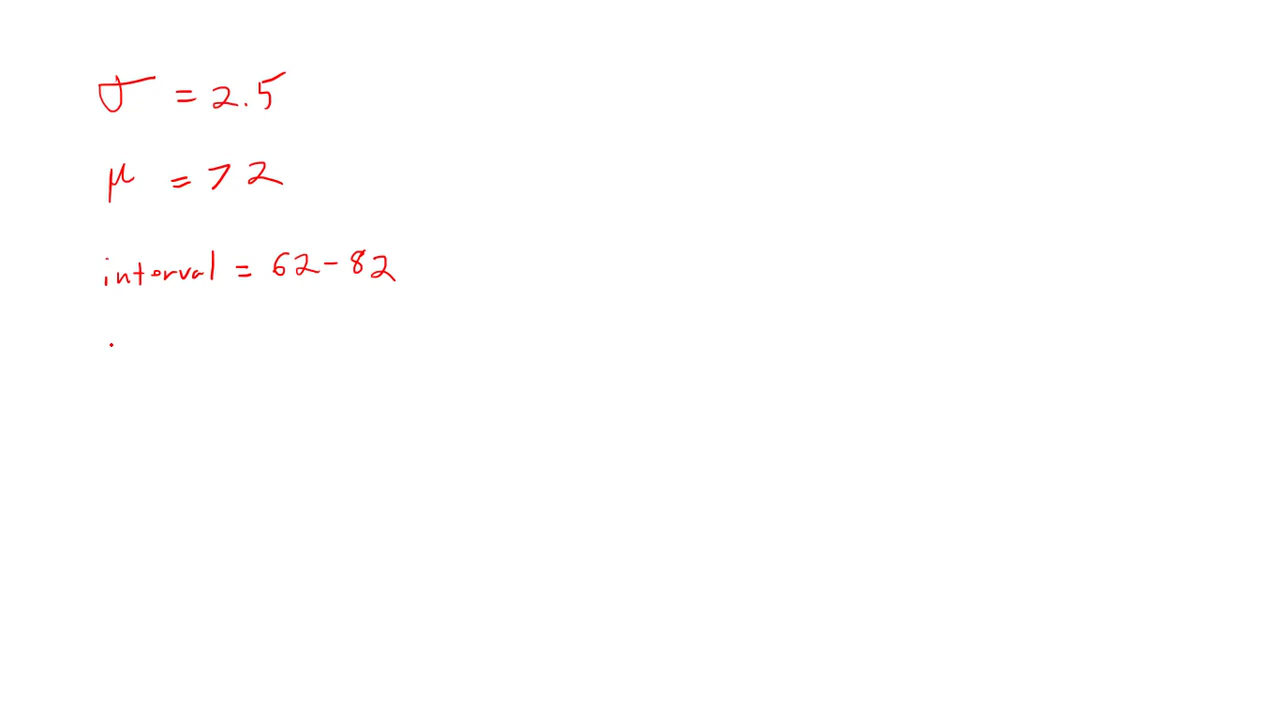 σ = 2.5
μ = 72
interval = 62-82